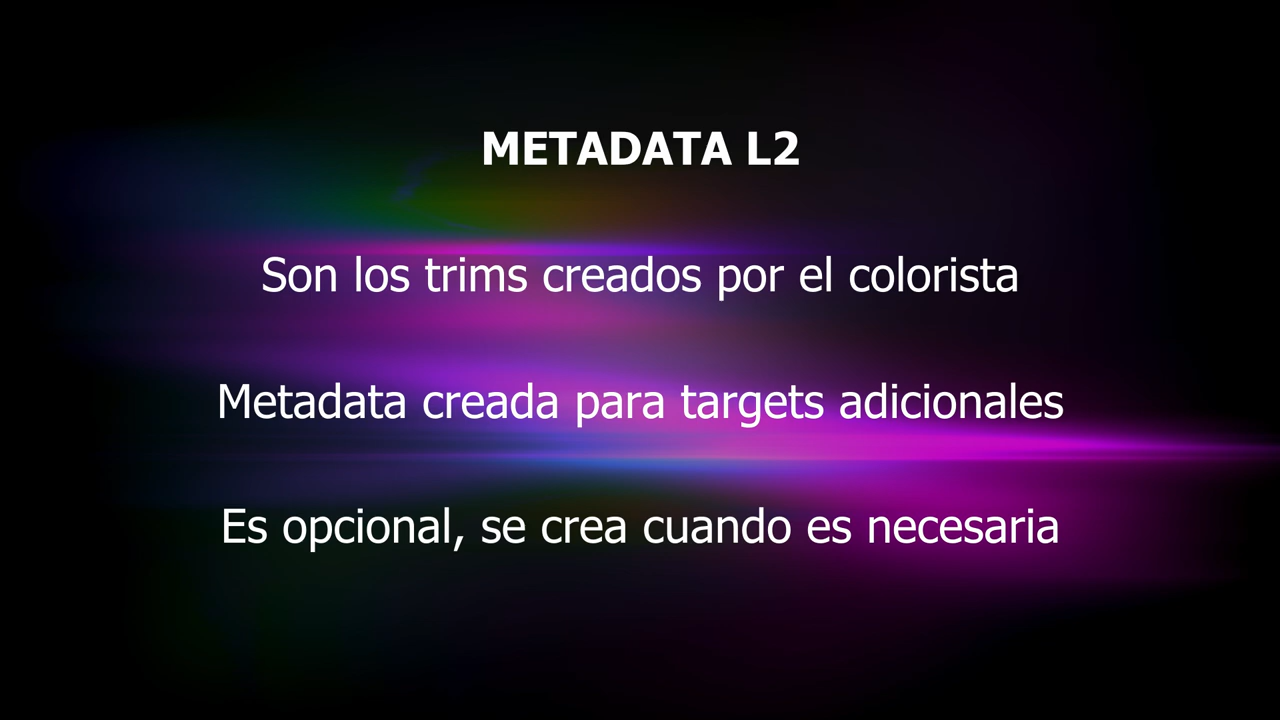 METADATA L2
Son los trims creados por el colorista
Metadata creada para targets adicionales
Es opcional, se crea cuando es necesaria